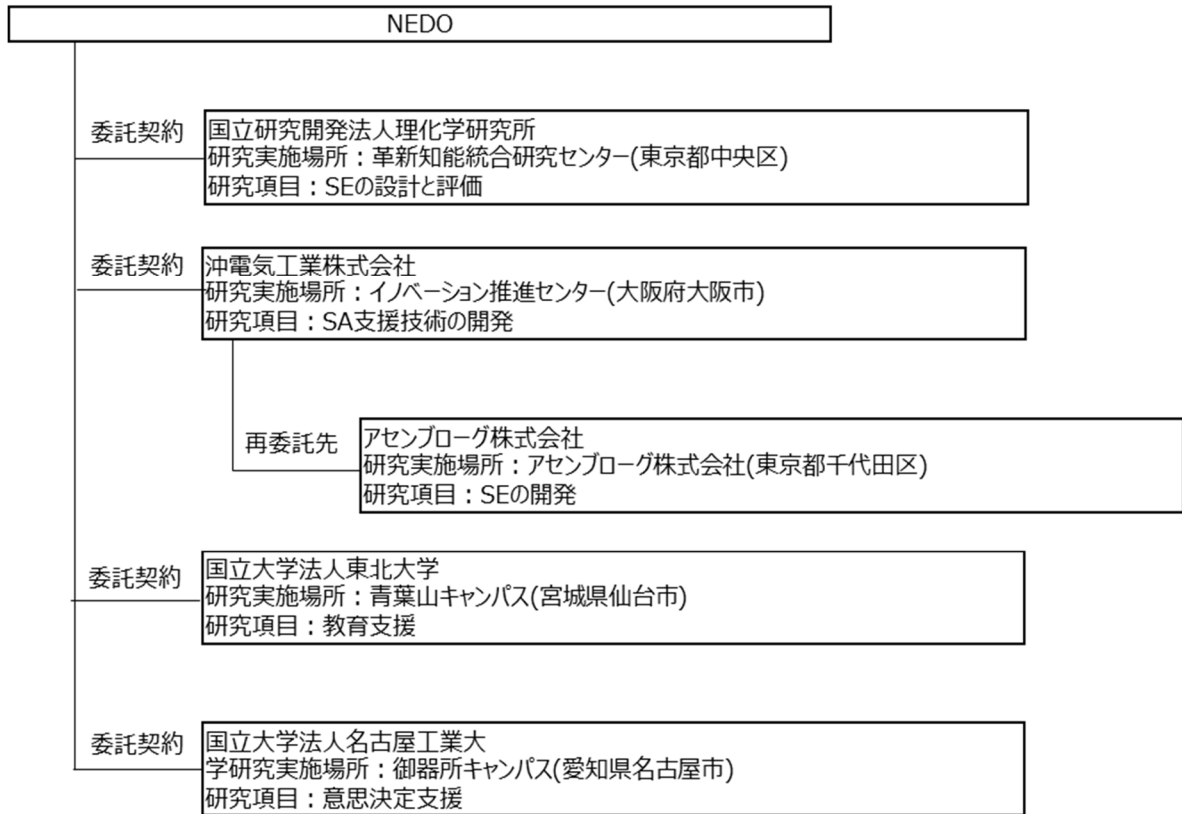 NEDO
委託契約
国立研究開発法人理化学研究所
研究実施場所：革新知能統合研究センター(東京都中央区)
研究項目：SEの設計と評価
委託契約
沖電気工業株式会社
研究実施場所：イノベーション推進センター(大阪府大阪市)
研究項目：SA支援技術の開発
再委託先
アセンブローグ株式会社
研究実施場所：アセンブローグ株式会社(東京都千代田区)
研究項目：SEの開発
委託契約
国立大学法人東北大学
研究実施場所：青葉山キャンパス(宮城県仙台市)
研究項目：教育支援
委託契約
国立大学法人名古屋工業大
学研究実施場所：御器所キャンパス(愛知県名古屋市)
研究項目：意思決定支援